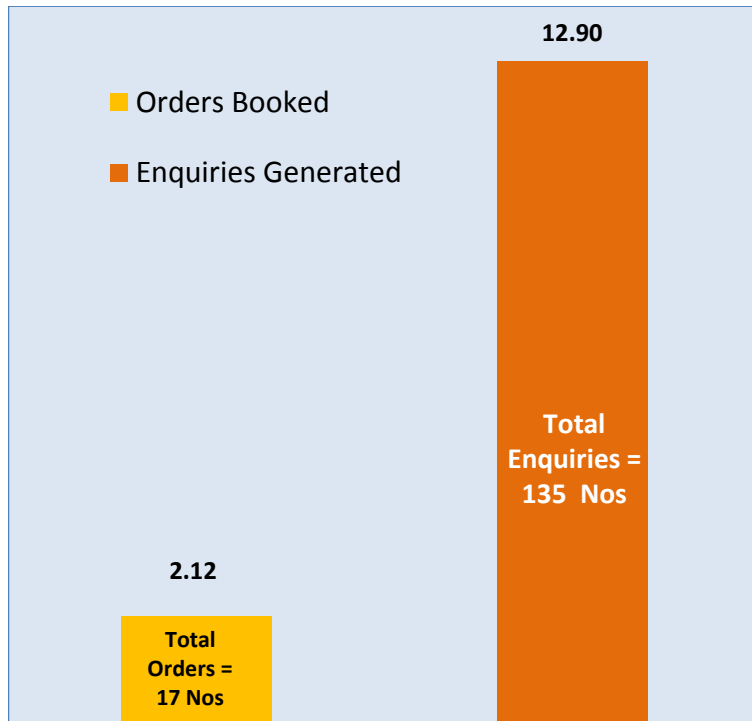 12.90
Orders Booked
Enquiries Generated
Total
Enquiries =
135 Nos
2.12
Total
Orders =
17 Nos